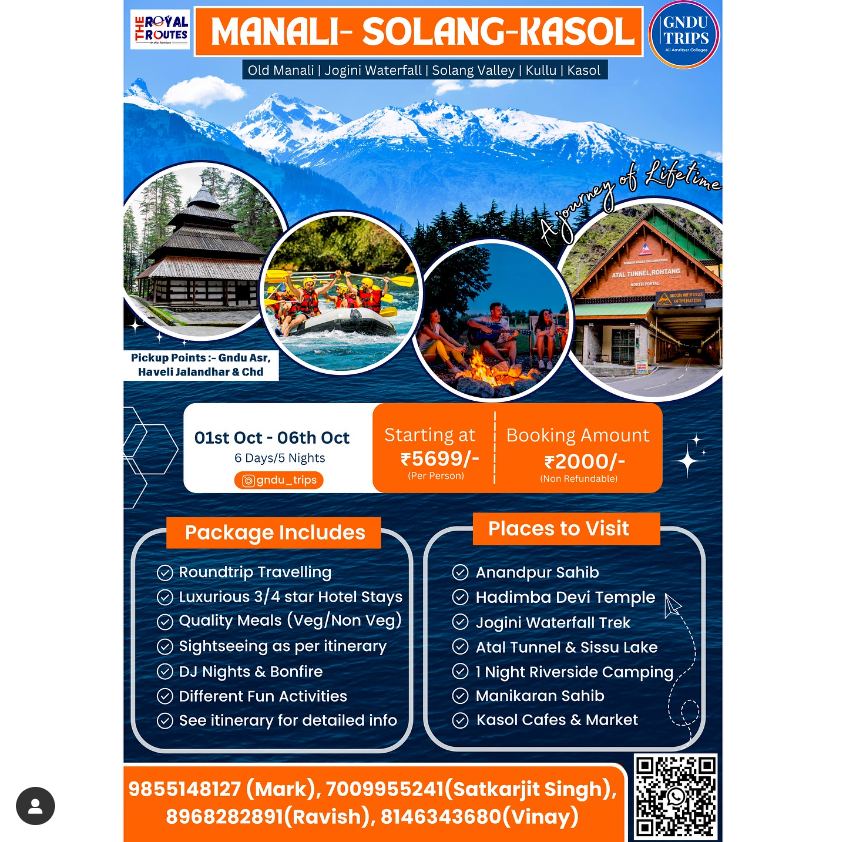 THE ROYAL ROUTES
MANALI- SOLANG-KASOL
GNDU
TRIPS
All Amritsar Colleges
Old Manali | Jogini Waterfall | Solang Valley | Kullu | Kasol
A journey of Lifetime
ATAL TUNNEL, ROHTANG
NORTH PORTAL
Pickup Points :- Gndu Asr,
Haveli Jalandhar & Chd
01st Oct - 06th Oct
6 Days/5 Nights
gndu_trips
Starting at
₹5699/-
(Per Person)
Booking Amount
₹2000/-
(Non Refundable)
Package Includes
Roundtrip Travelling
Luxurious 3/4 star Hotel Stays
Quality Meals (Veg/Non Veg)
Sightseeing as per itinerary
DJ Nights & Bonfire
Different Fun Activities
See itinerary for detailed info
Places to Visit
Anandpur Sahib
Hadimba Devi Temple
Jogini Waterfall Trek
Atal Tunnel & Sissu Lake
1 Night Riverside Camping
Manikaran Sahib
Kasol Cafes & Market
9855148127 (Mark), 7009955241(Satkarjit Singh),
8968282891(Ravish), 8146343680(Vinay)